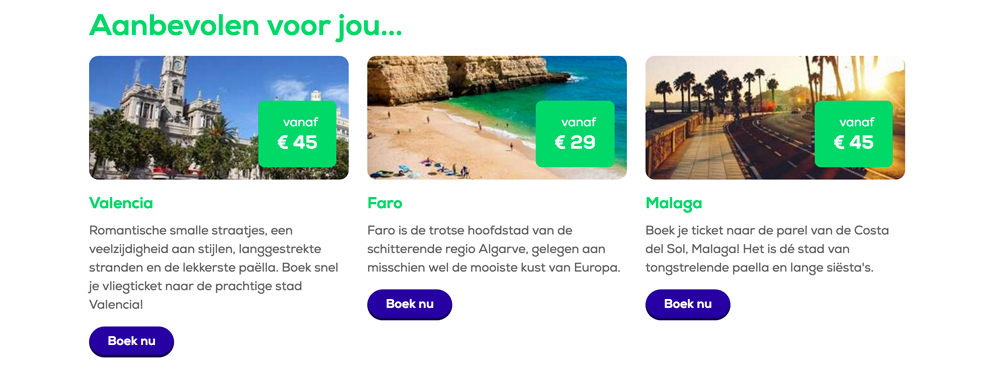 Aanbevolen voor jou...
vanaf
€ 45
Valencia
Romantische smalle straatjes, een
veelzijdigheid aan stijlen, langgestrekte
stranden en de lekkerste paëlla. Boek snel
je vliegticket naar de prachtige stad
Valencia!
Boek nu
vanaf
€ 29
Faro
Faro is de trotse hoofdstad van de
schitterende regio Algarve, gelegen aan
misschien wel de mooiste kust van Europa.
Boek nu
vanaf
€ 45
Malaga
Boek je ticket naar de parel van de Costa
del Sol, Malaga! Het is dé stad van
tongstrelende paella en lange siësta's.
Boek nu